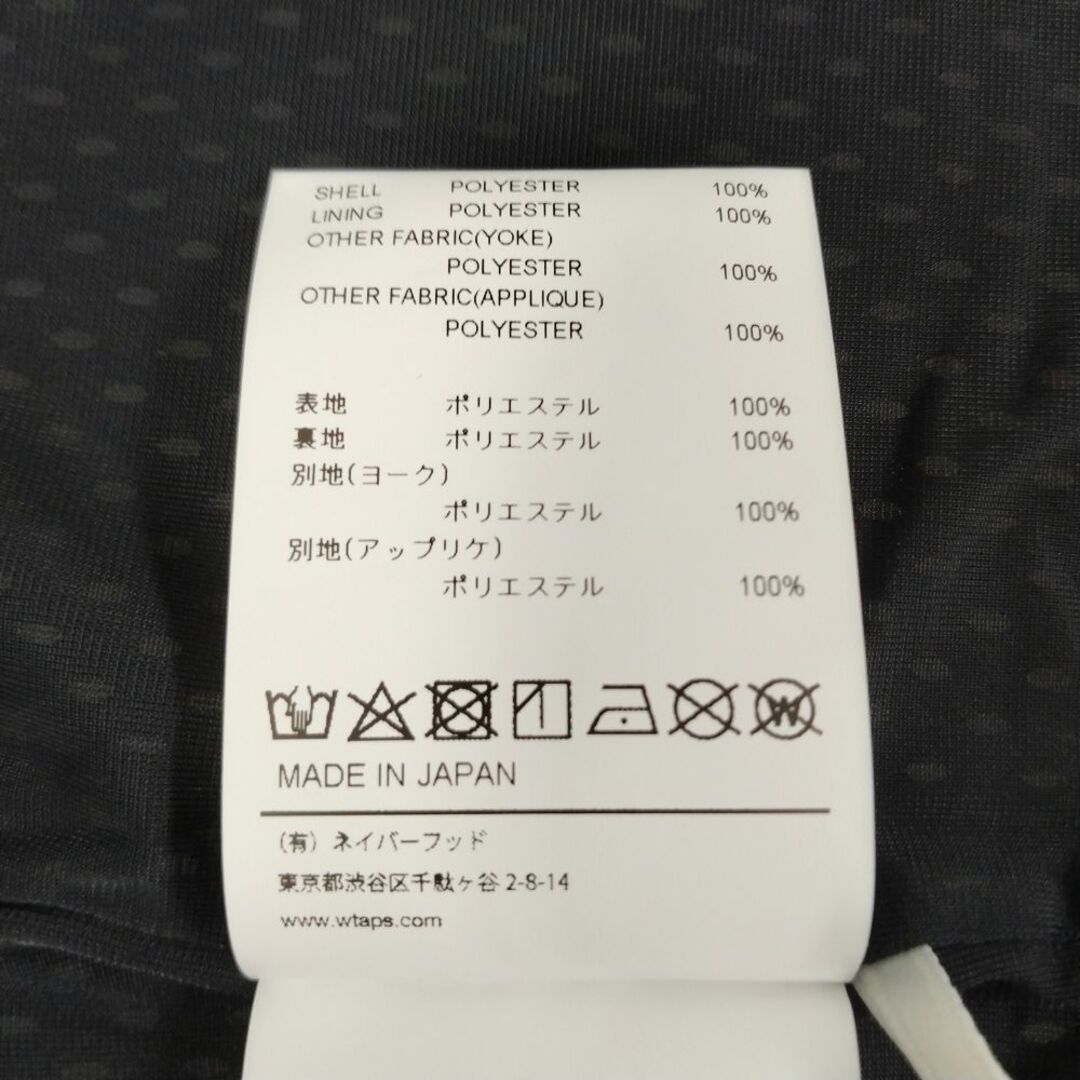 SHELL POLYESTER 100%
LINING POLYESTER 100%
OTHER FABRIC(YOKE)
POLYESTER 100%
OTHER FABRIC(APPLIQUE)
POLYESTER 100%
表地 ポリエステル 100%
裏地 ポリエステル 100%
別地(ヨーク)
ポリエステル 100%
別地(アップリケ)
ポリエステル 100%
W
MADE IN JAPAN
(有) ネイバーフッド
東京都渋谷区千駄ヶ谷 2-8-14
www.wtaps.com